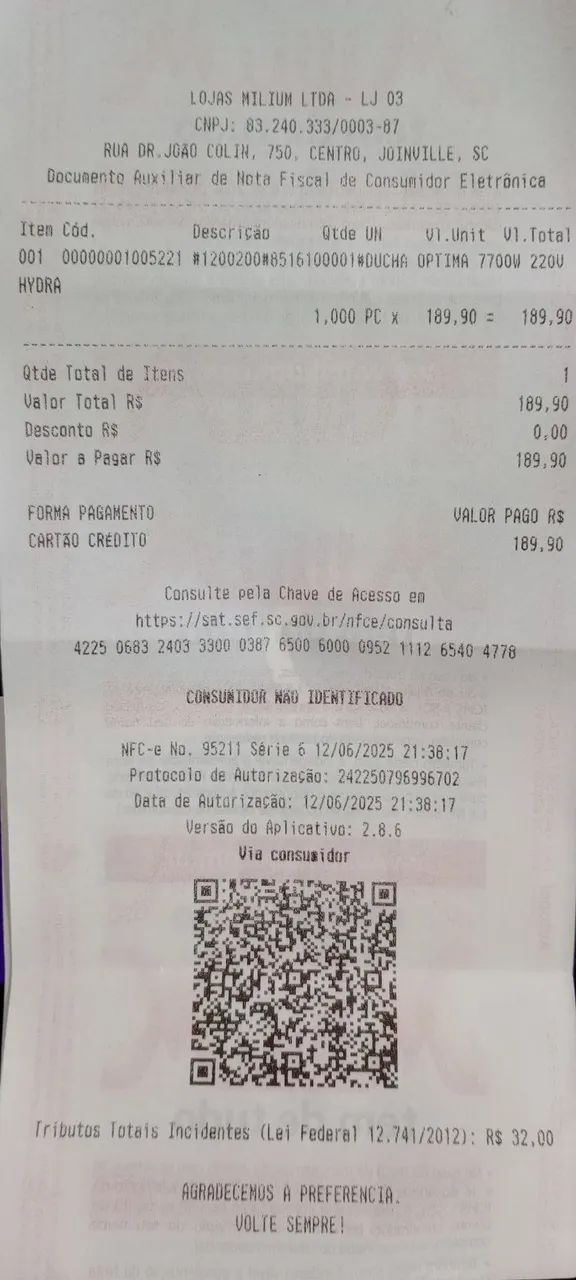 LOJAS MILIUM LTDA - LJ 03
CNPJ: 83.240.333/0003-87
RUA DR.JOÃO COLIN, 750, CENTRO, JOINVILLE, SC
Documento Auxiliar de Nota Fiscal de Consumidor Eletrônica
Item Cód. Descrição Qtde UN Vl.Unit Vl.Total
001 00000001005221 #1200200#8516100001#DUCHA OPTIMA 7700W 220V
HYDRA
1,000 PC x 189,90 = 189,90
Qtde Total de Itens 1
Valor Total R$ 189,90
Desconto R$ 0,00
Valor a Pagar R$ 189,90
FORMA PAGAMENTO VALOR PAGO R$
CARTÃO CRÉDITO 189,90
Consulte pela Chave de Acesso em
https://sat.sef.sc.gov.br/nfce/consulta
4225 0683 2403 3300 0387 6500 6000 0952 1112 6540 4778
CONSUMIDOR NÃO IDENTIFICADO
NFC-e No. 95211 Série 6 12/06/2025 21:38:17
Protocolo de Autorização: 242250796996702
Data de Autorização: 12/06/2025 21:38:17
Versão do Aplicativo: 2.8.6
Via consumidor
Tributos Totais Incidentes (Lei Federal 12.741/2012): R$ 32,00
AGRADECEMOS A PREFERENCIA.
VOLTE SEMPRE!